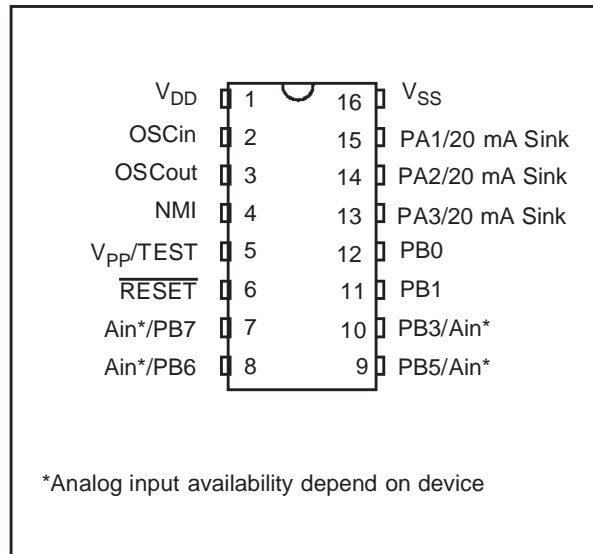 VDD 1 16 VSS
OSCin 2 15 PA1/20 mA Sink
OSCout 3 14 PA2/20 mA Sink
NMI 4 13 PA3/20 mA Sink
VPP/TEST 5 12 PB0
RESET 6 11 PB1
Ain*/PB7 7 10 PB3/Ain*
Ain*/PB6 8 9 PB5/Ain*
*Analog input availability depend on device